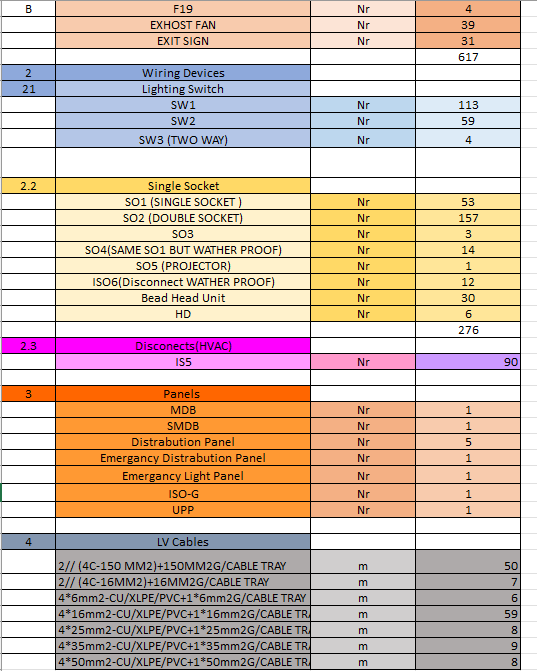 B F19 Nr 4
EXHOST FAN Nr 39
EXIT SIGN Nr 31
617
2 Wiring Devices
21 Lighting Switch
SW1 Nr 113
SW2 Nr 59
SW3 (TWO WAY) Nr 4
2.2 Single Socket
SO1 (SINGLE SOCKET ) Nr 53
SO2 (DOUBLE SOCKET) Nr 157
SO3 Nr 3
SO4(SAME SO1 BUT WATHER PROOF) Nr 14
SO5 (PROJECTOR) Nr 1
ISO6(Disconnect WATHER PROOF) Nr 12
Bead Head Unit Nr 30
HD Nr 6
276
2.3 Disconects(HVAC)
IS5 Nr 90
3 Panels
MDB Nr 1
SMDB Nr 1
Distrabution Panel Nr 5
Emergency Distrabution Panel Nr 1
Emergancy Light Panel Nr 1
ISO-G Nr 1
UPP Nr 1
4 LV Cables
2// (4C-150 MM2)+150MM2G/CABLE TRAY m 50
2// (4C-16MM2)+16MM2G/CABLE TRAY m 7
4*6mm2-CU/XLPE/PVC+1*6mm2G/CABLE TRAY m 6
4*16mm2-CU/XLPE/PVC+1*16mm2G/CABLE TRA m 59
4*25mm2-CU/XLPE/PVC+1*25mm2G/CABLE TRA m 8
4*35mm2-CU/XLPE/PVC+1*35mm2G/CABLE TRA m 9
4*50mm2-CU/XLPE/PVC+1*50mm2G/CABLE TRA m 8